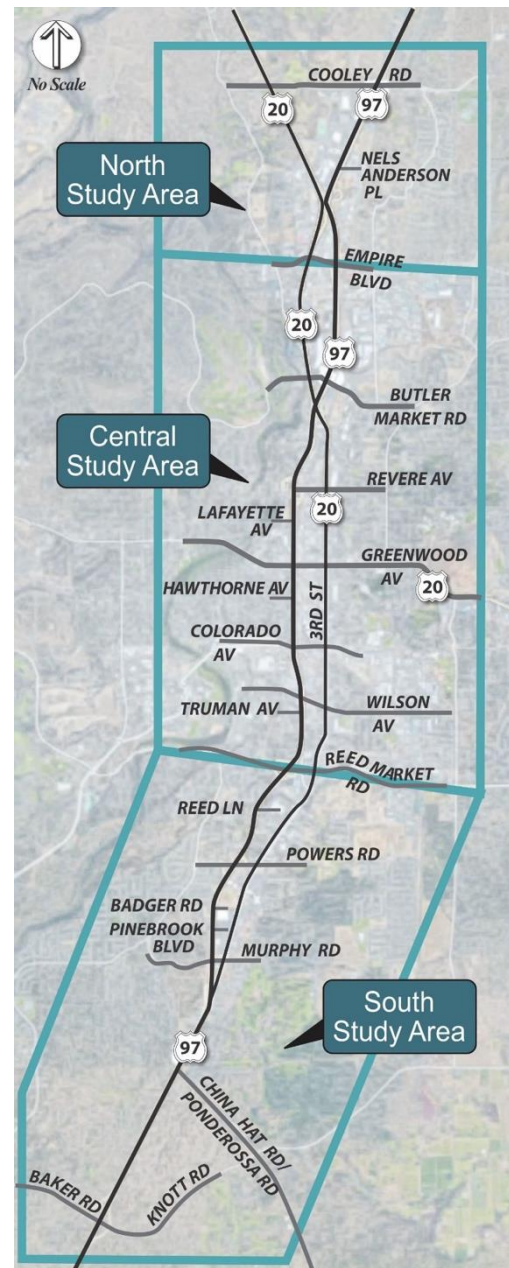 No Scale
COOLEY RD
20
97
NELS
ANDERSON
PL
North
Study Area
EMPIRE
BLVD
20
97
BUTLER
MARKET RD
Central
Study Area
REVERE AV
LAFAYETTE
AV
20
GREENWOOD
AV
20
HAWTHORNE AV
3RD ST
COLORADO
AV
TRUMAN AV
WILSON
AV
REED MARKET
RD
REED LN
POWERS RD
BADGER RD
PINEBROOK
BLVD
MURPHY RD
South
Study Area
97
CHINA HAT RD/
PONDEROSSA RD
BAKER RD
KNOTT RD